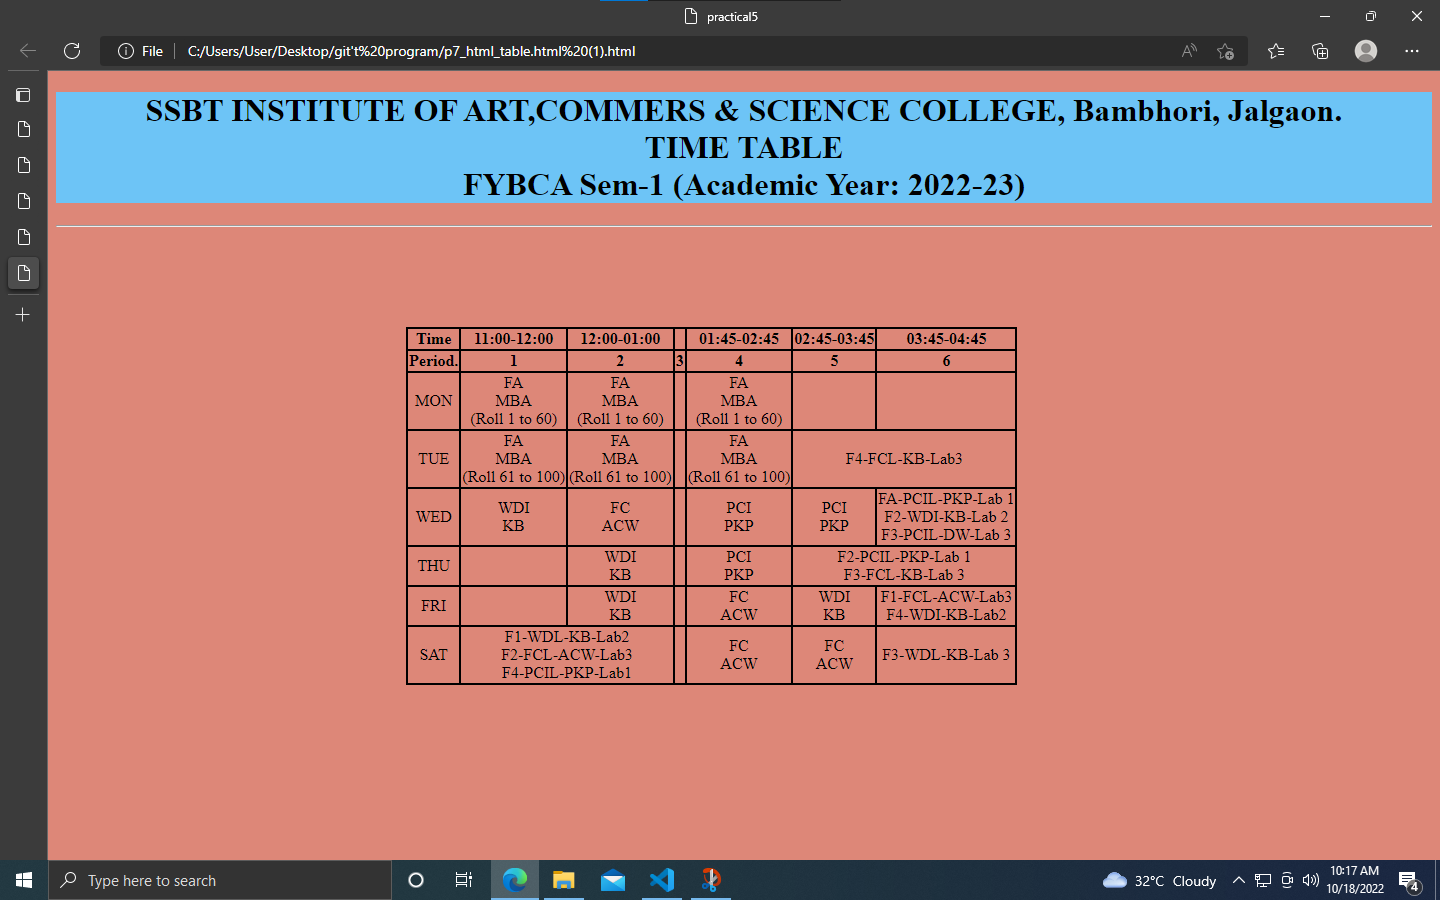 practical5
File
C:/Users/User/Desktop/git't%20program/p7_html_table.html%20(1).html
SSBT INSTITUTE OF ART,COMMERS & SCIENCE COLLEGE, Bambhori, Jalgaon.
TIME TABLE
FYBCA Sem-1 (Academic Year: 2022-23)
Time 11:00-12:00 12:00-01:00 01:45-02:45 02:45-03:45 03:45-04:45
Period. 1 2 3 4 5 6
MON
FA
MBA
(Roll 1 to 60)
FA
MBA
(Roll 1 to 60)
FA
MBA
(Roll 1 to 60)
TUE
FA
MBA
(Roll 61 to 100)
FA
MBA
(Roll 61 to 100)
FA
MBA
(Roll 61 to 100)
F4-FCL-KB-Lab3
WED
WDI
KB
FC
ACW
PCI
PKP
PCI
PKP
FA-PCIL-PKP-Lab 1
F2-WDI-KB-Lab 2
F3-PCIL-DW-Lab 3
THU
WDI
KB
PCI
PKP
F2-PCIL-PKP-Lab 1
F3-FCL-KB-Lab 3
FRI
WDI
KB
FC
ACW
WDI
KB
F1-FCL-ACW-Lab3
F4-WDI-KB-Lab2
SAT
F1-WDL-KB-Lab2
F2-FCL-ACW-Lab3
F4-PCIL-PKP-Lab1
FC
ACW
FC
ACW
F3-WDL-KB-Lab 3
Type here to search
32°C Cloudy
10:17 AM
10/18/2022
4